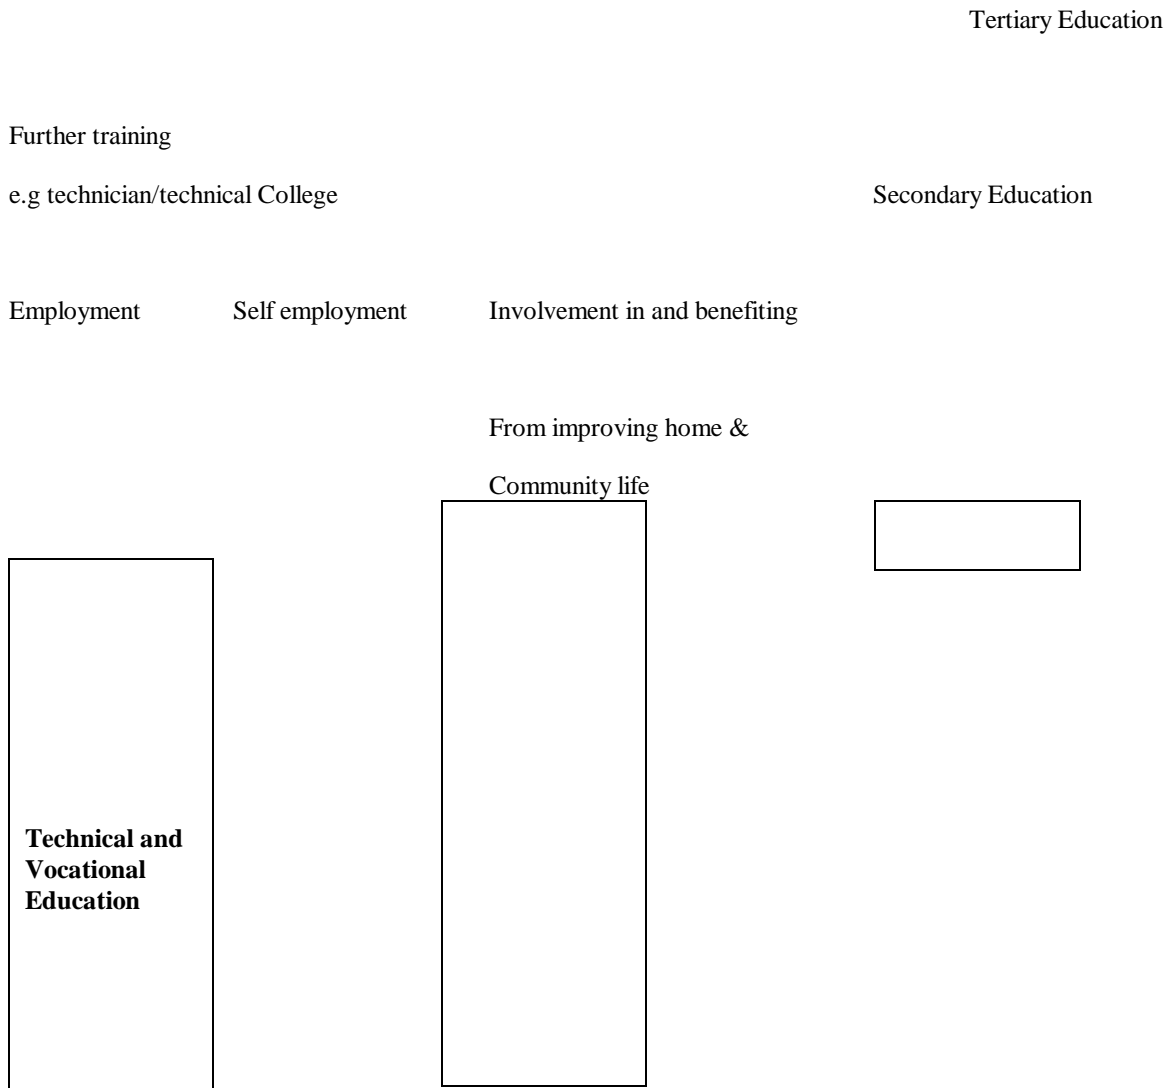 Tertiary Education
Further training
e.g technician/technical College
Secondary Education
Employment
Self employment
Involvement in and benefiting
From improving home &
Community life
Technical and
Vocational
Education